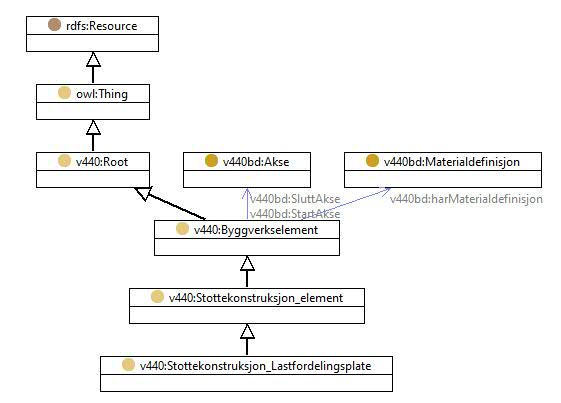 rdfs:Resource
owl:Thing
v440:Root
v440bd:Akse
v440bd:Materialdefinisjon
v440bd:SluttAkse
v440bd:harMaterialdefinisjon
v440bd:StartAkse
v440:Byggverkselement
v440:Stottekonstruksjon_element
v440:Stottekonstruksjon_Lastfordelingsplate